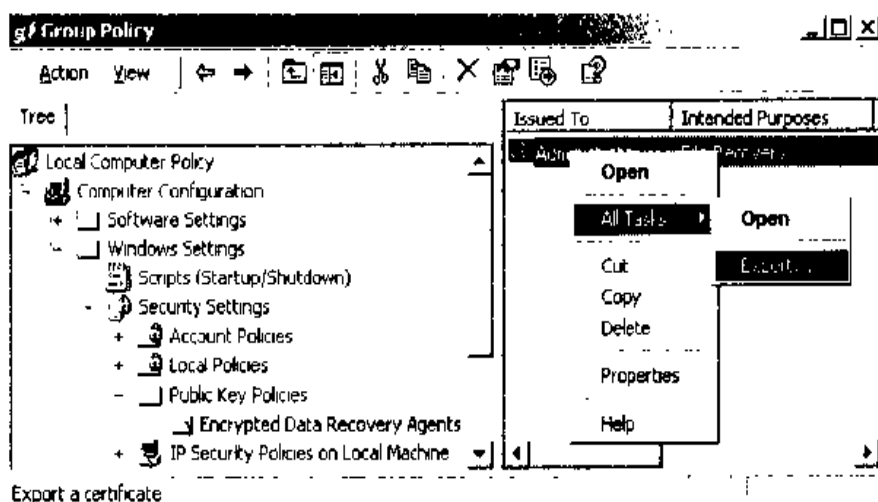 Group Policy
Action View
Tree
Issued To Intended Purposes
Local Computer Policy
Computer Configuration
Software Settings
Windows Settings
Scripts (Startup/Shutdown)
Security Settings
Account Policies
Local Policies
Public Key Policies
Encrypted Data Recovery Agents
IP Security Policies on Local Machine
Recovery
Open
All Tasks
Cut
Copy
Delete
Properties
Help
Open
Export...
Export a certificate